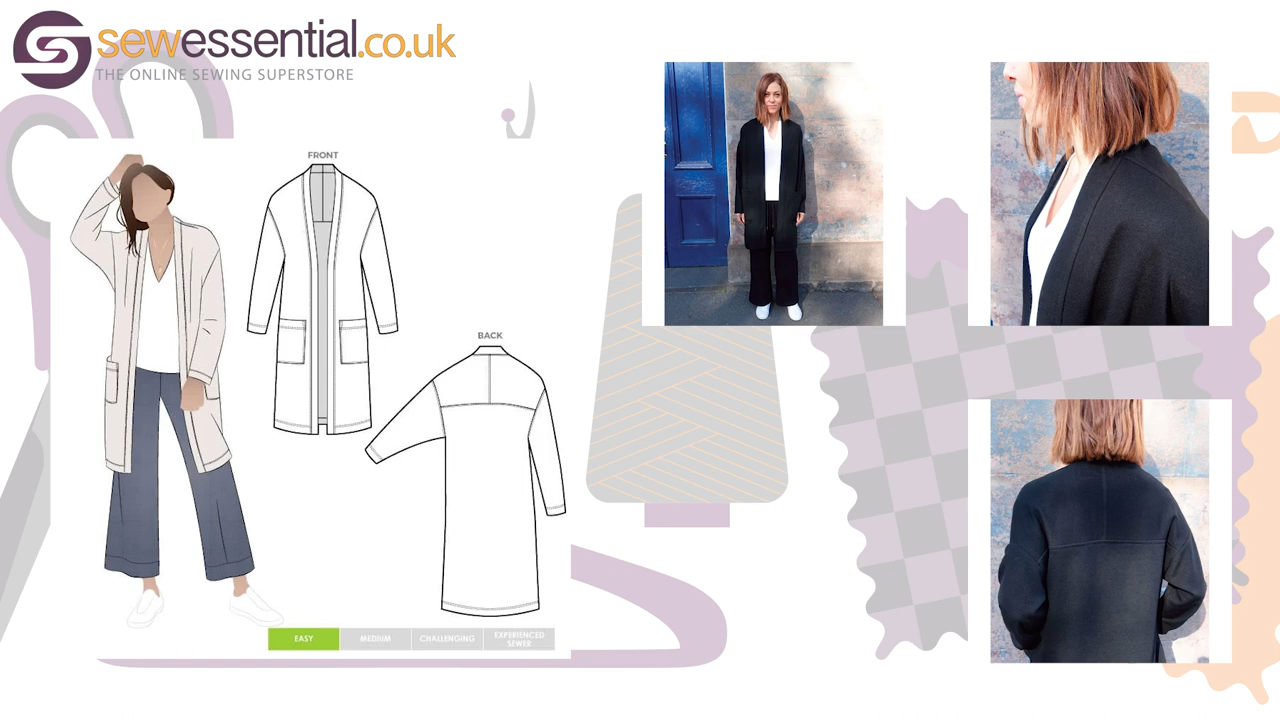 sewessential.co.uk
THE ONLINE SEWING SUPERSTORE
FRONT
BACK
EASY
MEDIUM
CHALLENGING
EXPERIENCED
SEWER